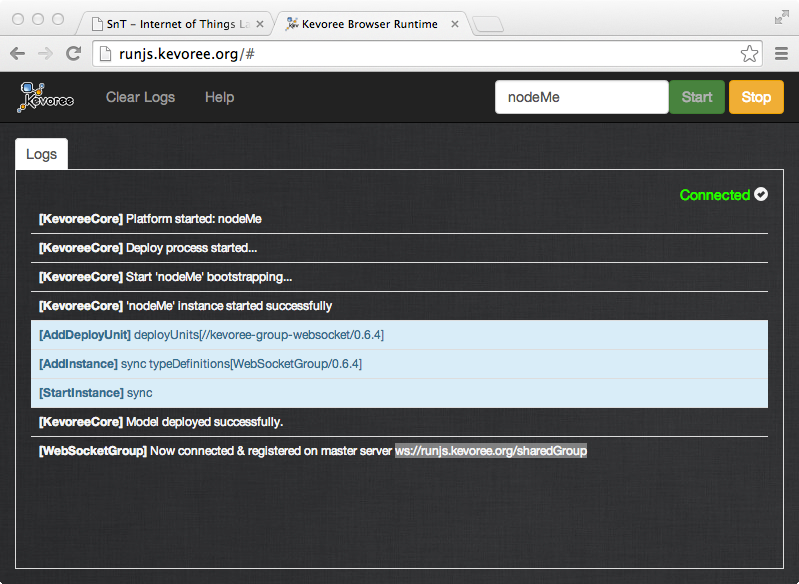 SnT – Internet of Things La
Kevoree Browser Runtime
runjs.kevoree.org/#
Kevoree
Clear Logs
Help
nodeMe
Start
Stop
Logs
Connected
[KevoreeCore] Platform started: nodeMe
[KevoreeCore] Deploy process started...
[KevoreeCore] Start 'nodeMe' bootstrapping...
[KevoreeCore] 'nodeMe' instance started successfully
[AddDeployUnit] deployUnits[//kevoree-group-websocket/0.6.4]
[AddInstance] sync typeDefinitions[WebSocketGroup/0.6.4]
[StartInstance] sync
[KevoreeCore] Model deployed successfully.
[WebSocketGroup] Now connected & registered on master server ws://runjs.kevoree.org/sharedGroup